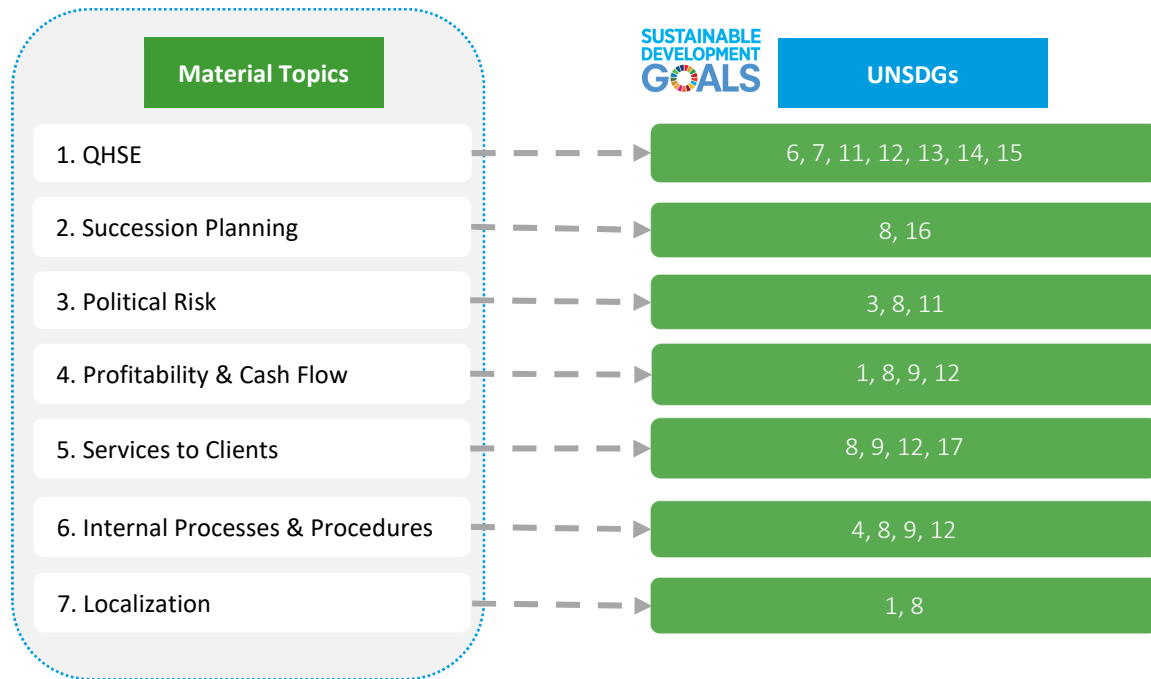 Material Topics
SUSTAINABLE
DEVELOPMENT
GOALS
UNSDGs
1. QHSE
6, 7, 11, 12, 13, 14, 15
2. Succession Planning
8, 16
3. Political Risk
3, 8, 11
4. Profitability & Cash Flow
1, 8, 9, 12
5. Services to Clients
8, 9, 12, 17
6. Internal Processes & Procedures
4, 8, 9, 12
7. Localization
1, 8